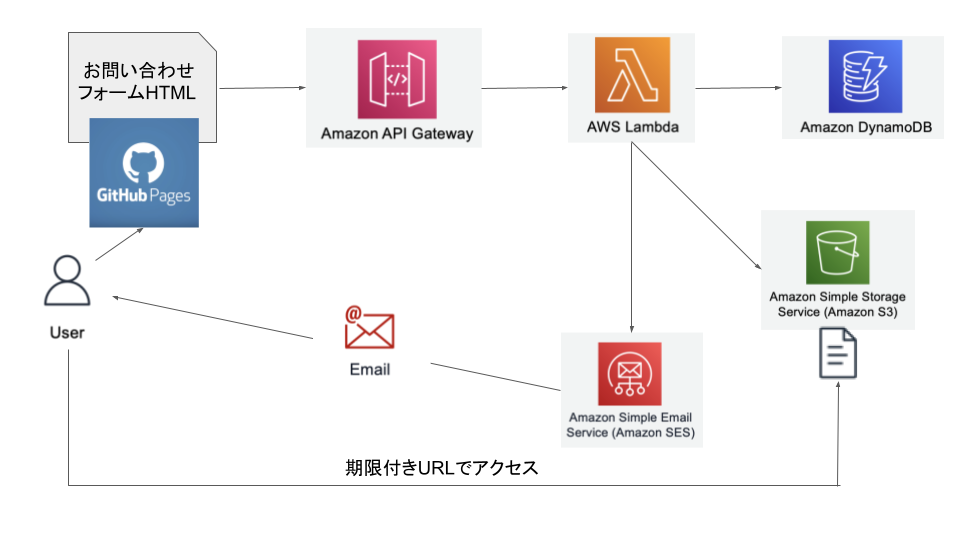 お問い合わせ
フォームHTML
GitHub Pages
Amazon API Gateway
AWS Lambda
Amazon DynamoDB
Amazon Simple Storage
Service (Amazon S3)
User
@
Email
Amazon Simple Email
Service (Amazon SES)
期限付きURLでアクセス